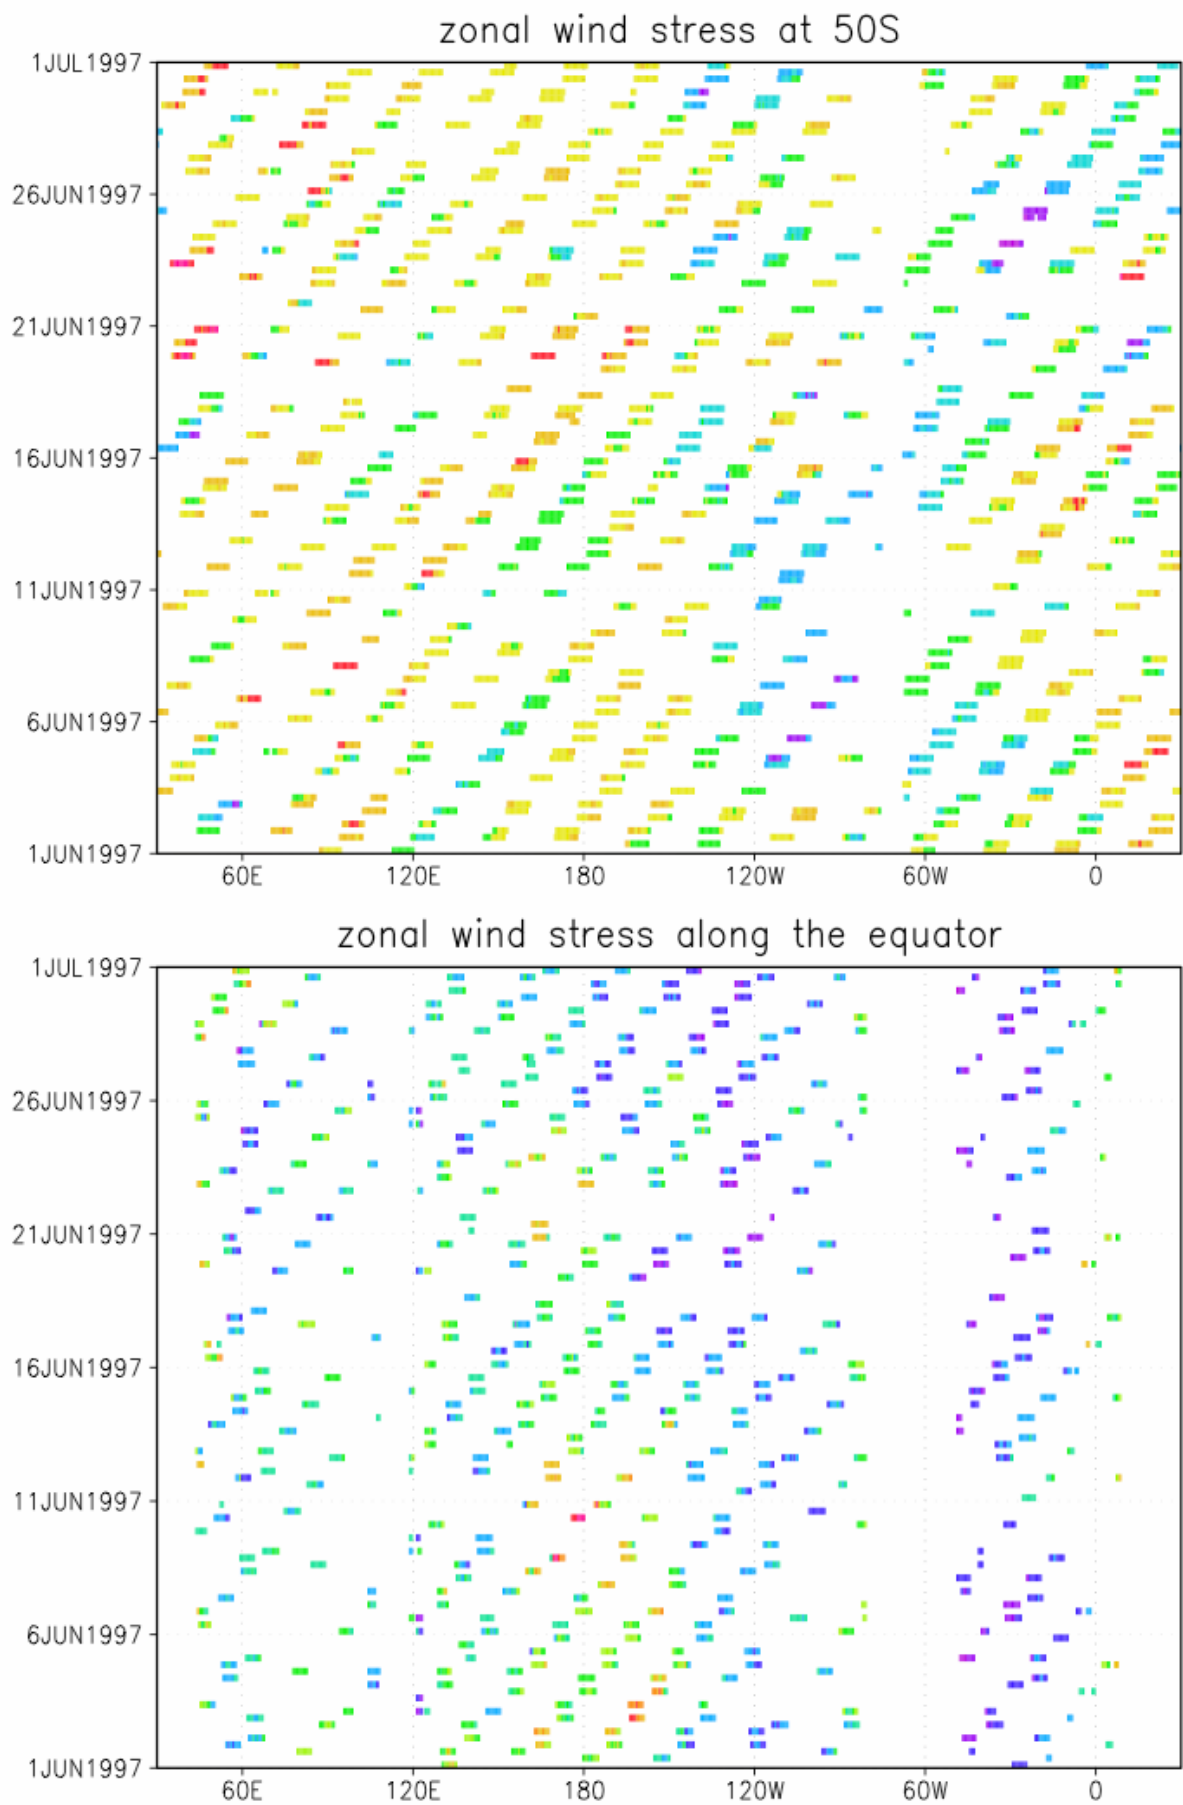 zonal wind stress at 50S
1JUL1997
26JUN1997
21JUN1997
16JUN1997
11JUN1997
6JUN1997
1JUN1997
60E 120E 180 120W 60W 0
zonal wind stress along the equator
1JUL1997
26JUN1997
21JUN1997
16JUN1997
11JUN1997
6JUN1997
1JUN1997
60E 120E 180 120W 60W 0